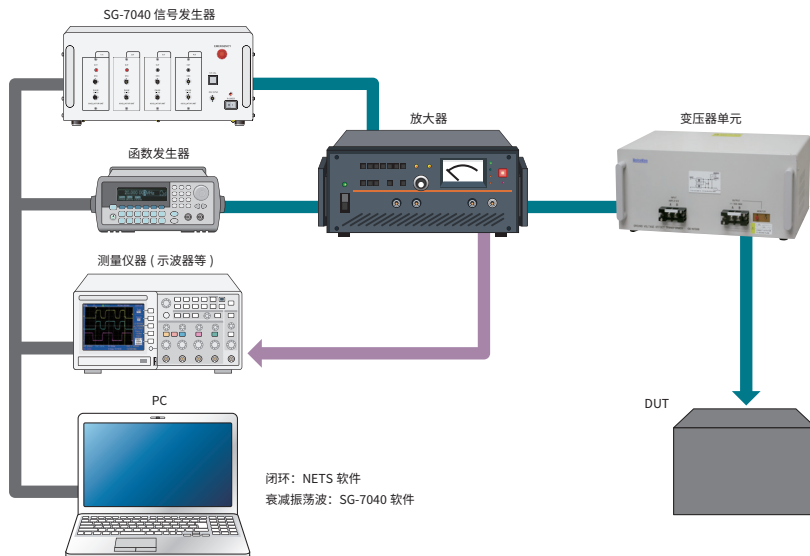 SG-7040 信号发生器
放大器
变压器单元
函数发生器
测量仪器 ( 示波器等 )
PC
DUT
闭环：NETS 软件
衰减振荡波：SG-7040 软件